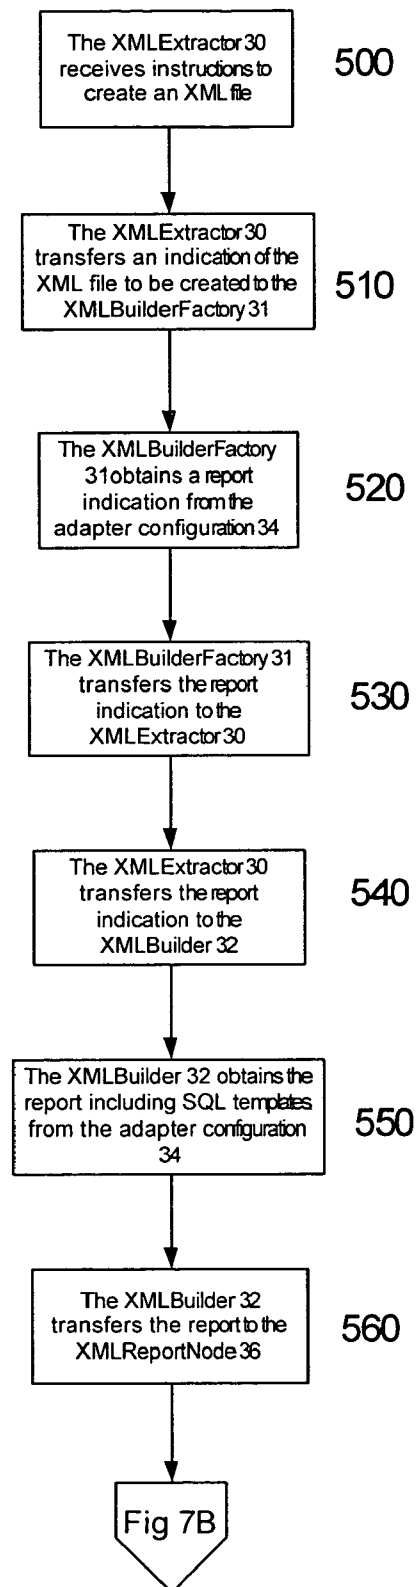 The XMLExtractor 30
receives instructions to
create an XML file
500
The XMLExtractor 30
transfers an indication of the
XML file to be created to the
XMLBuilderFactory 31
510
The XMLBuilderFactory
31 obtains a report
indication from the
adapter configuration 34
520
The XMLBuilderFactory 31
transfers the report
indication to the
XMLExtractor 30
530
The XMLExtractor 30
transfers the report
indication to the
XMLBuilder 32
540
The XMLBuilder 32 obtains the
report including SQL templates
from the adapter configuration
34
550
The XMLBuilder 32
transfers the report to the
XMLReportNode 36
560
Fig 7B